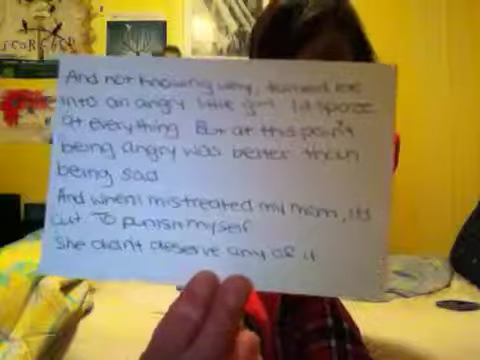 SCORCHER
And not knowing why, turned me
into an angry little girl. I'd spazz
at everything But at this point
being angry was better than
being sad
And when I mistreated my mom, I'd
cut. To punish myself
She didn't deserve any of it